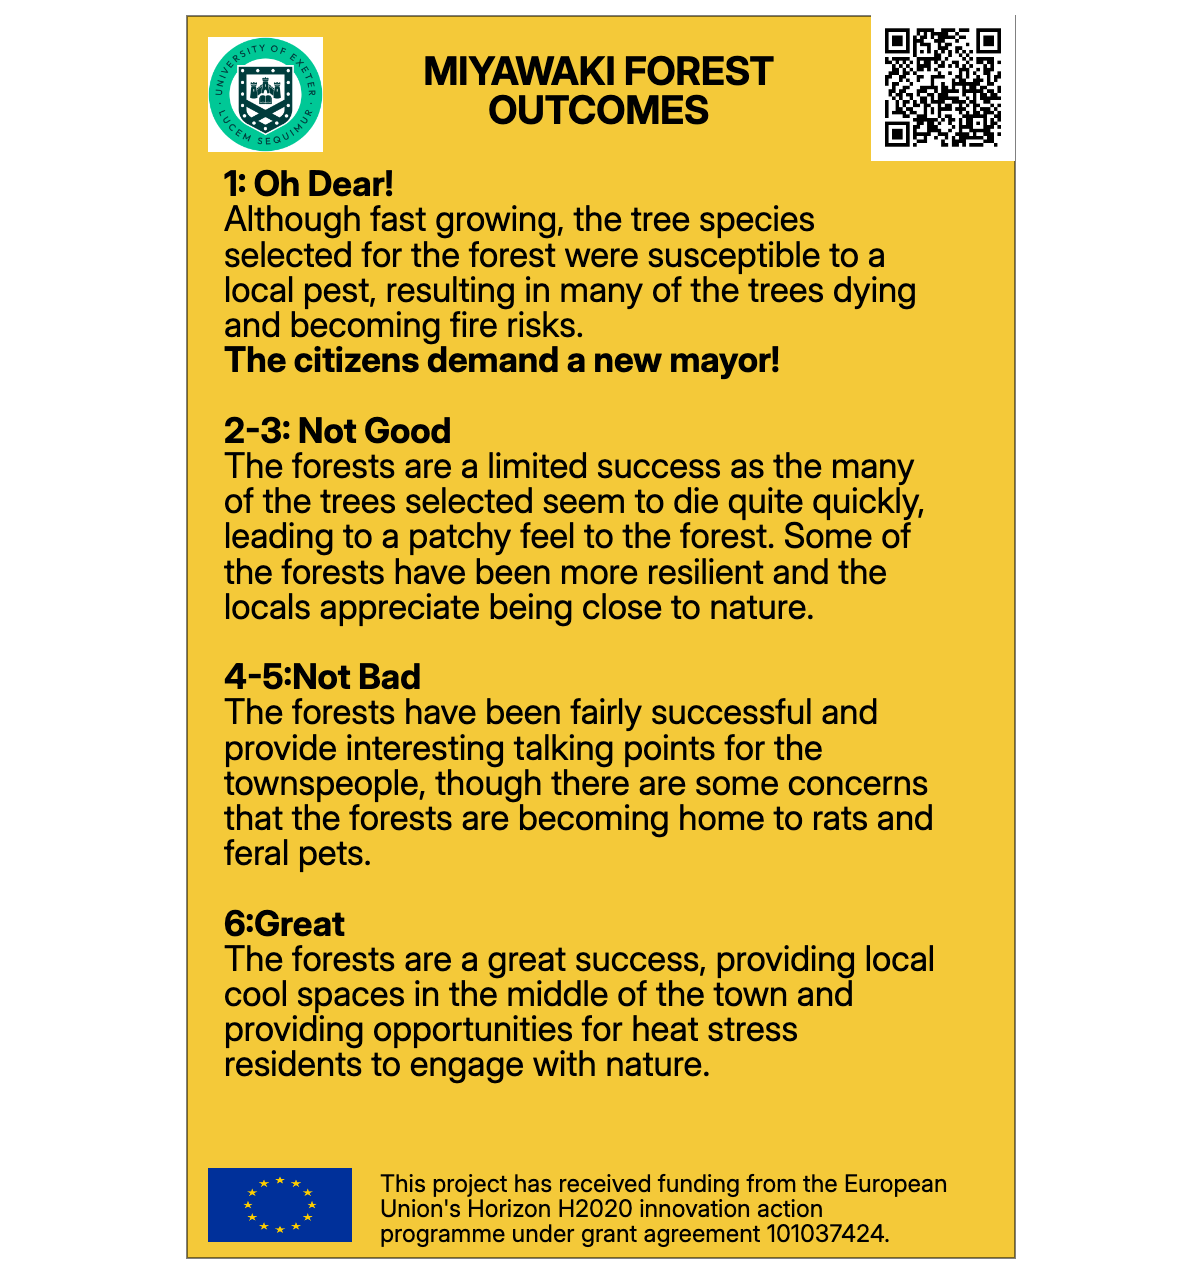 UNIVERSITY OF EXETER
LUCEM SEQUIMUR
MIYAWAKI FOREST
OUTCOMES
1: Oh Dear!
Although fast growing, the tree species
selected for the forest were susceptible to a
local pest, resulting in many of the trees dying
and becoming fire risks.
The citizens demand a new mayor!
2-3: Not Good
The forests are a limited success as the many
of the trees selected seem to die quite quickly,
leading to a patchy feel to the forest. Some of
the forests have been more resilient and the
locals appreciate being close to nature.
4-5:Not Bad
The forests have been fairly successful and
provide interesting talking points for the
townspeople, though there are some concerns
that the forests are becoming home to rats and
feral pets.
6:Great
The forests are a great success, providing local
cool spaces in the middle of the town and
providing opportunities for heat stress
residents to engage with nature.
This project has received funding from the European
Union's Horizon H2020 innovation action
programme under grant agreement 101037424.